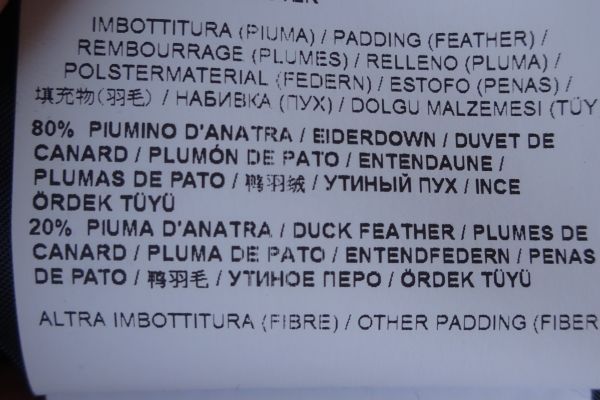 IMBOTTITURA (PIUMA) / PADDING (FEATHER) /
REMBOURRAGE (PLUMES) / RELLENO (PLUMA) /
POLSTERMATERIAL (FEDERN) / ESTOFO (PENAS) /
填充物(羽毛) / НАБИВКА (ПУХ) / DOLGU MALZEMESI (TÜY
80% PIUMINO D'ANATRA / EIDERDOWN / DUVET DE
CANARD / PLUMÓN DE PATO / ENTENDAUNE /
PLUMAS DE PATO / 鸭羽绒 / УТИНЫЙ ПУХ / INCE
ÖRDEK TÜYÜ
20% PIUMA D'ANATRA / DUCK FEATHER / PLUMES DE
CANARD / PLUMA DE PATO / ENTENDFEDERN / PENAS
DE PATO / 鸭羽毛 / УТИНОЕ ПЕРО / ÖRDEK TÜYÜ
ALTRA IMBOTTITURA (FIBRE) / OTHER PADDING (FIBER